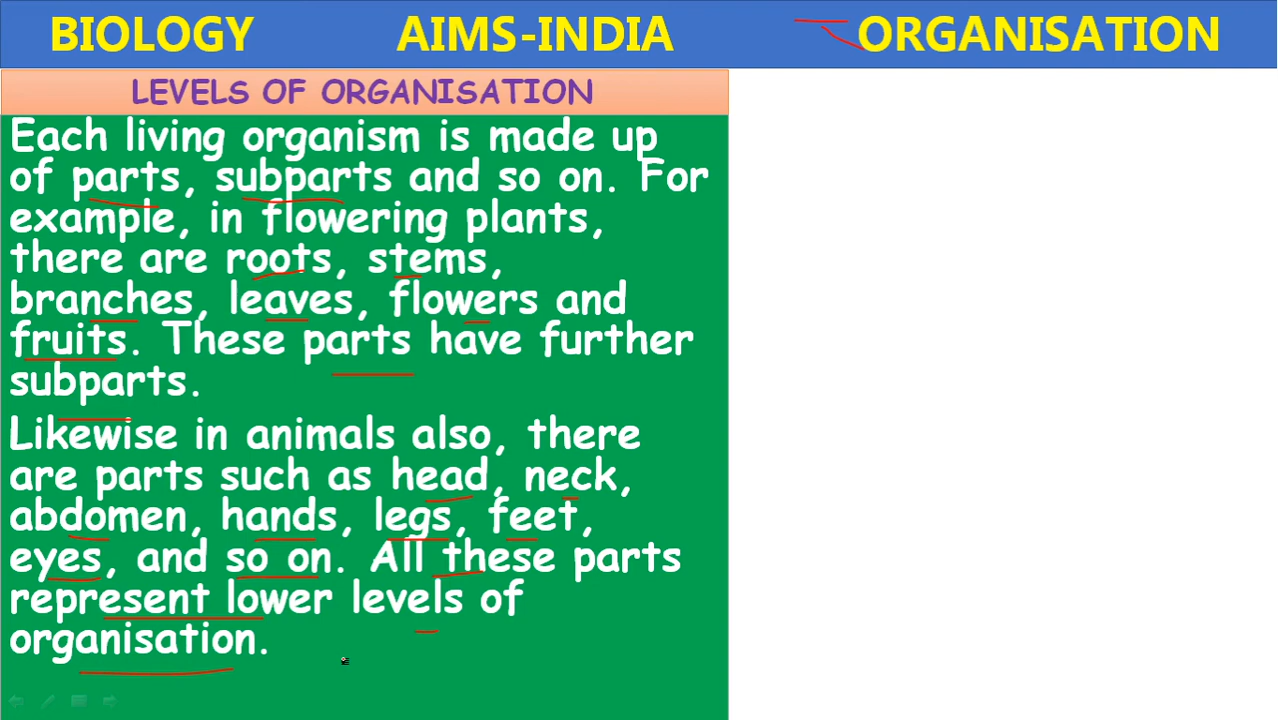 BIOLOGY AIMS-INDIA ORGANISATION
LEVELS OF ORGANISATION
Each living organism is made up
of parts, subparts and so on. For
example, in flowering plants,
there are roots, stems,
branches, leaves, flowers and
fruits. These parts have further
subparts.
Likewise in animals also, there
are parts such as head, neck,
abdomen, hands, legs, feet,
eyes, and so on. All these parts
represent lower levels of
organisation.